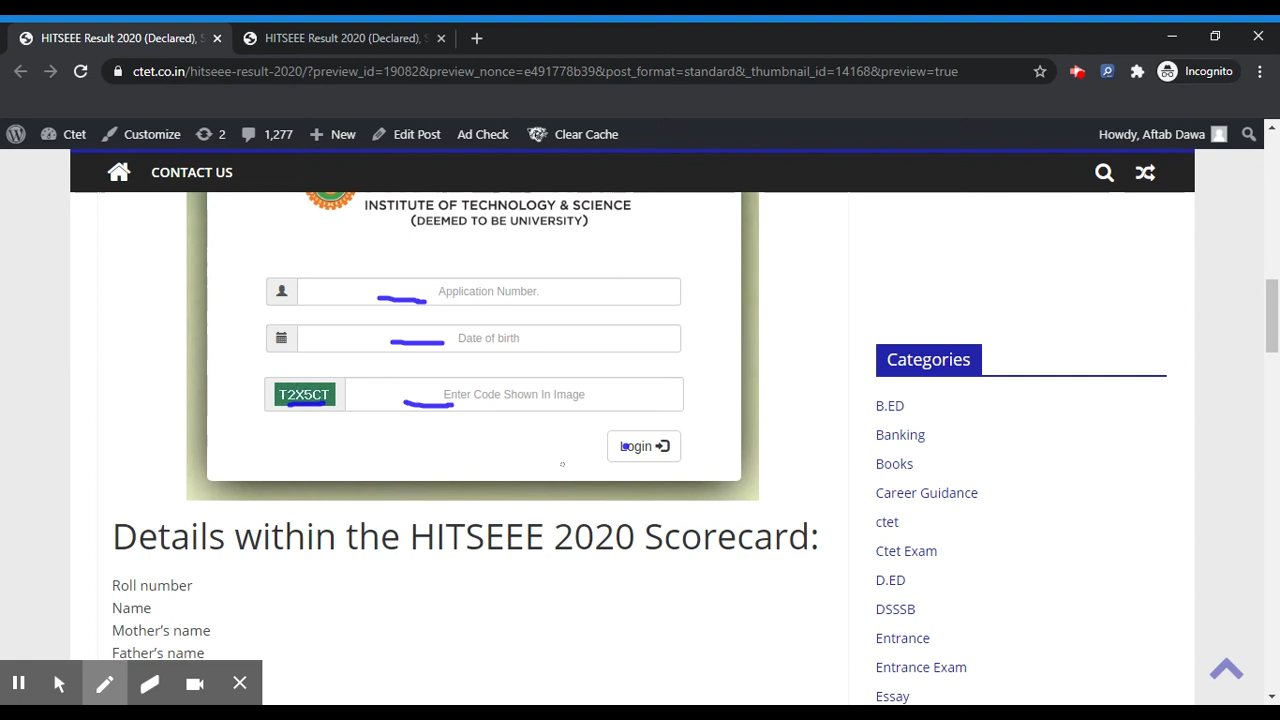 HITSEEE Result 2020 (Declared), S
HITSEEE Result 2020 (Declared), S
ctet.co.in/hitseee-result-2020/?preview_id=19082&preview_nonce=e491778b39&post_format=standard&_thumbnail_id=14168&preview=true
Incognito
Ctet
Customize
2
1,277
New
Edit Post
Ad Check
Clear Cache
Howdy, Aftab Dawa
CONTACT US
INSTITUTE OF TECHNOLOGY & SCIENCE
(DEEMED TO BE UNIVERSITY)
Application Number.
Date of birth
T2X5CT
Enter Code Shown In Image
Login
Details within the HITSEEE 2020 Scorecard:
Roll number
Name
Mother’s name
Father’s name
Categories
B.ED
Banking
Books
Career Guidance
ctet
Ctet Exam
D.ED
DSSSB
Entrance
Entrance Exam
Essay